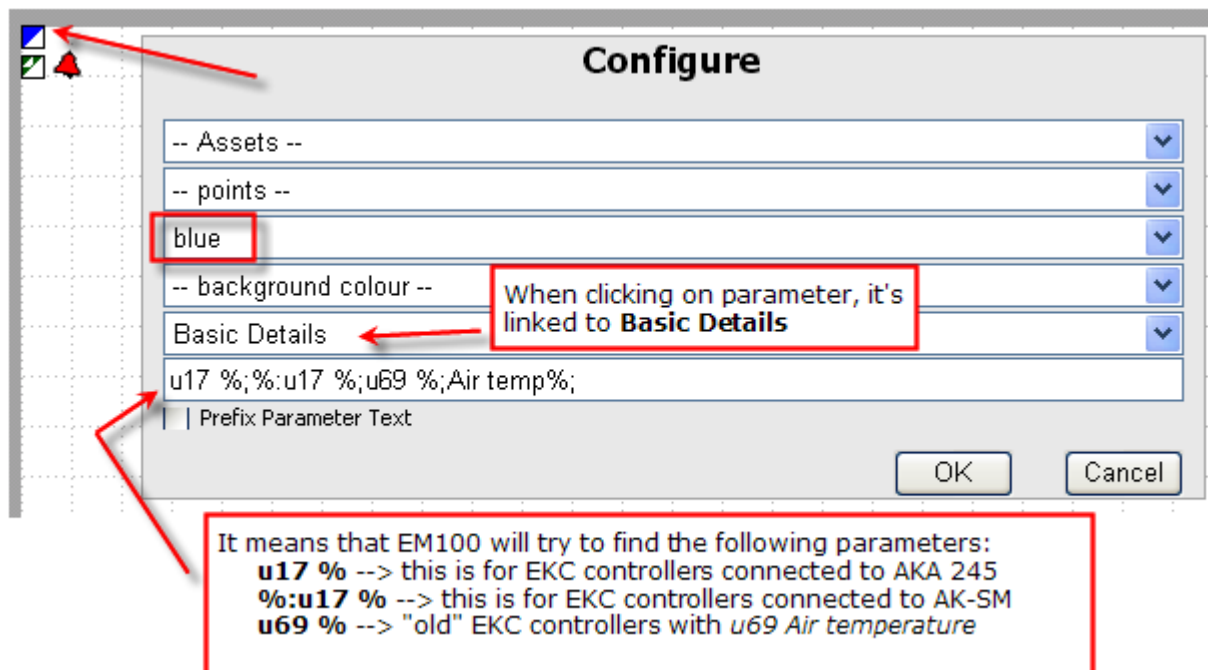 Configure
-- Assets --
-- points --
blue
-- background colour --
When clicking on parameter, it's
linked to Basic Details
Basic Details
u17 %;%:u17 %;u69 %;Air temp%;
Prefix Parameter Text
OK
Cancel
It means that EM100 will try to find the following parameters:
u17 % --> this is for EKC controllers connected to AKA 245
%:u17 % --> this is for EKC controllers connected to AK-SM
u69 % --> "old" EKC controllers with u69 Air temperature